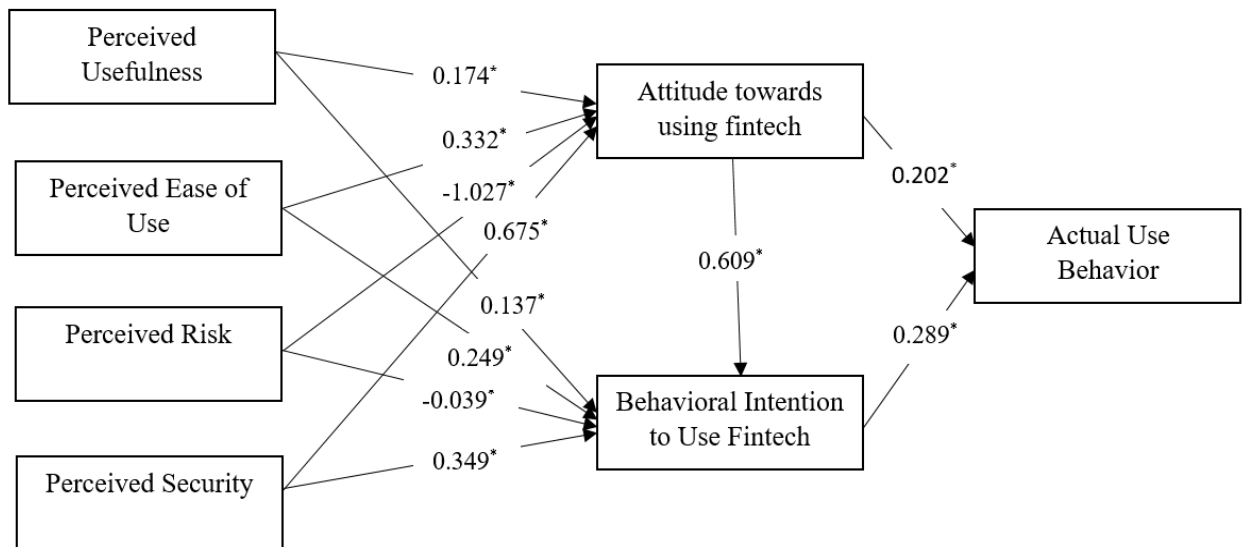 Perceived
Usefulness
0.174*
Attitude towards
using fintech
0.332*
Perceived Ease of
Use
-1.027*
0.202*
0.675*
Actual Use
Behavior
0.609*
0.137*
Perceived Risk
0.289*
0.249*
-0.039*
Behavioral Intention
to Use Fintech
0.349*
Perceived Security